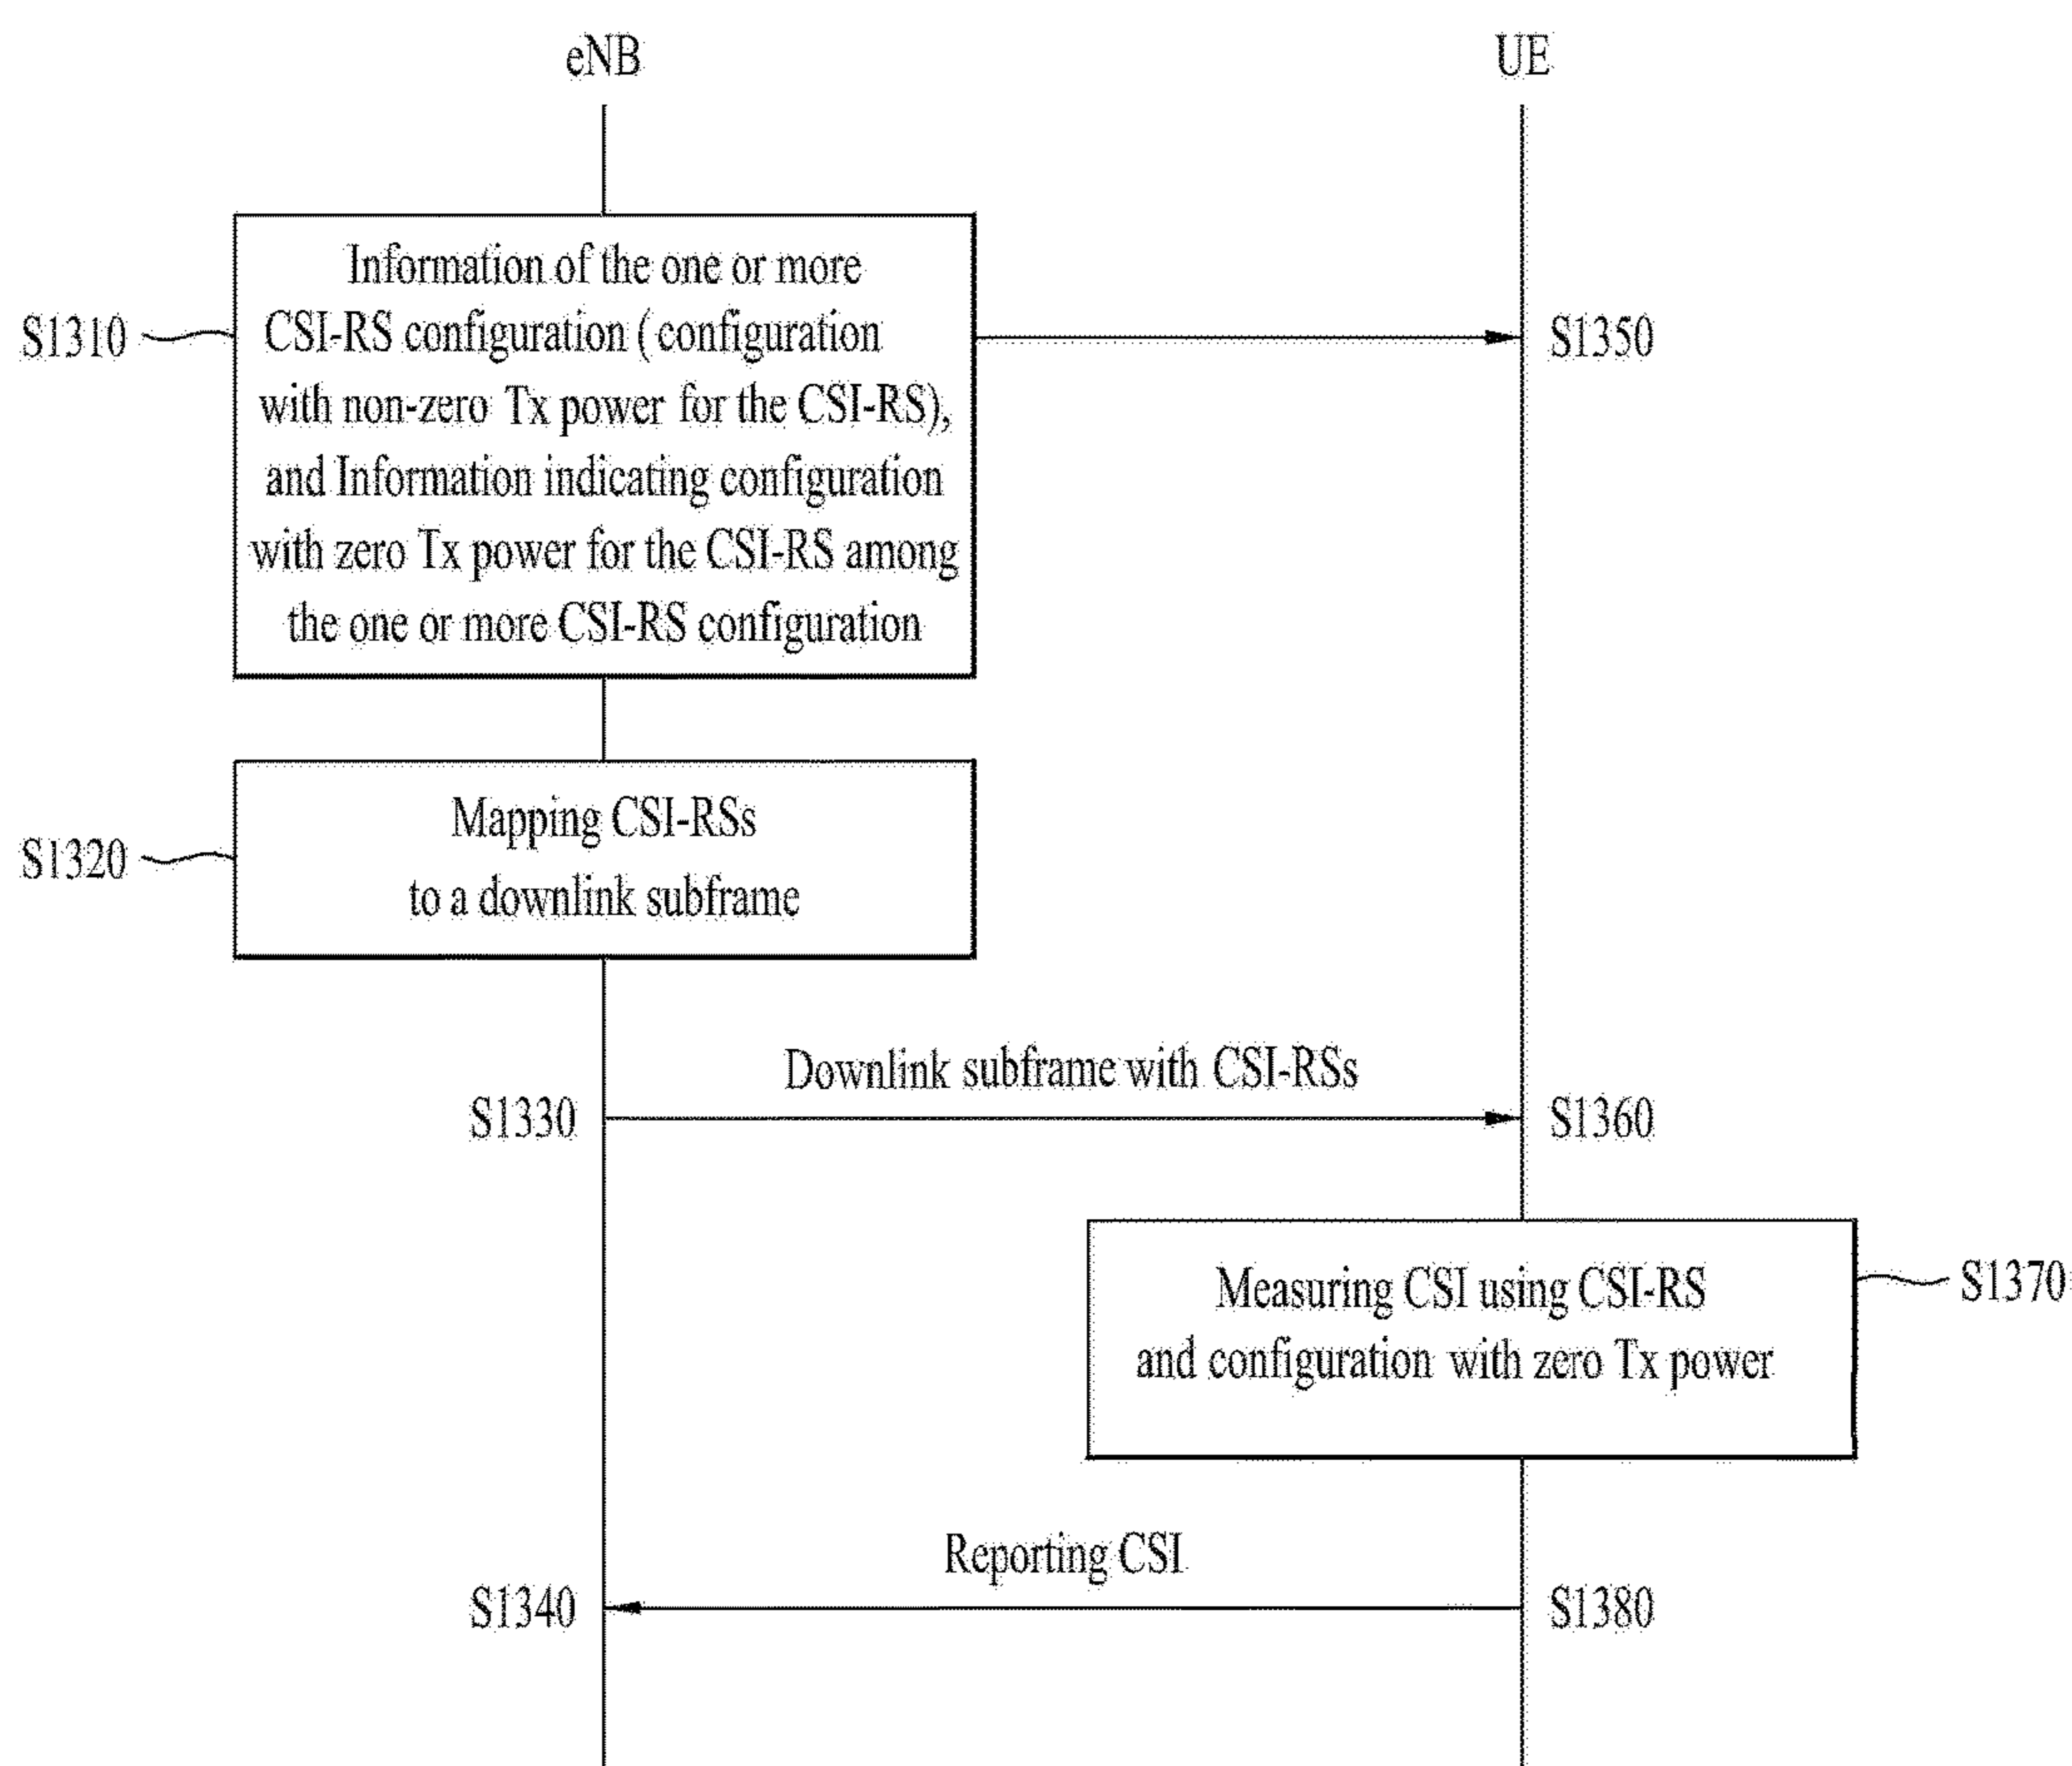 eNB
UE
Information of the one or more
CSI-RS configuration ( configuration
with non-zero Tx power for the CSI-RS),
and Information indicating configuration
with zero Tx power for the CSI-RS among
the one or more CSI-RS configuration
S1310
S1350
Mapping CSI-RSs
to a downlink subframe
S1320
Downlink subframe with CSI-RSs
S1330
S1360
Measuring CSI using CSI-RS
and configuration with zero Tx power
S1370
Reporting CSI
S1340
S1380